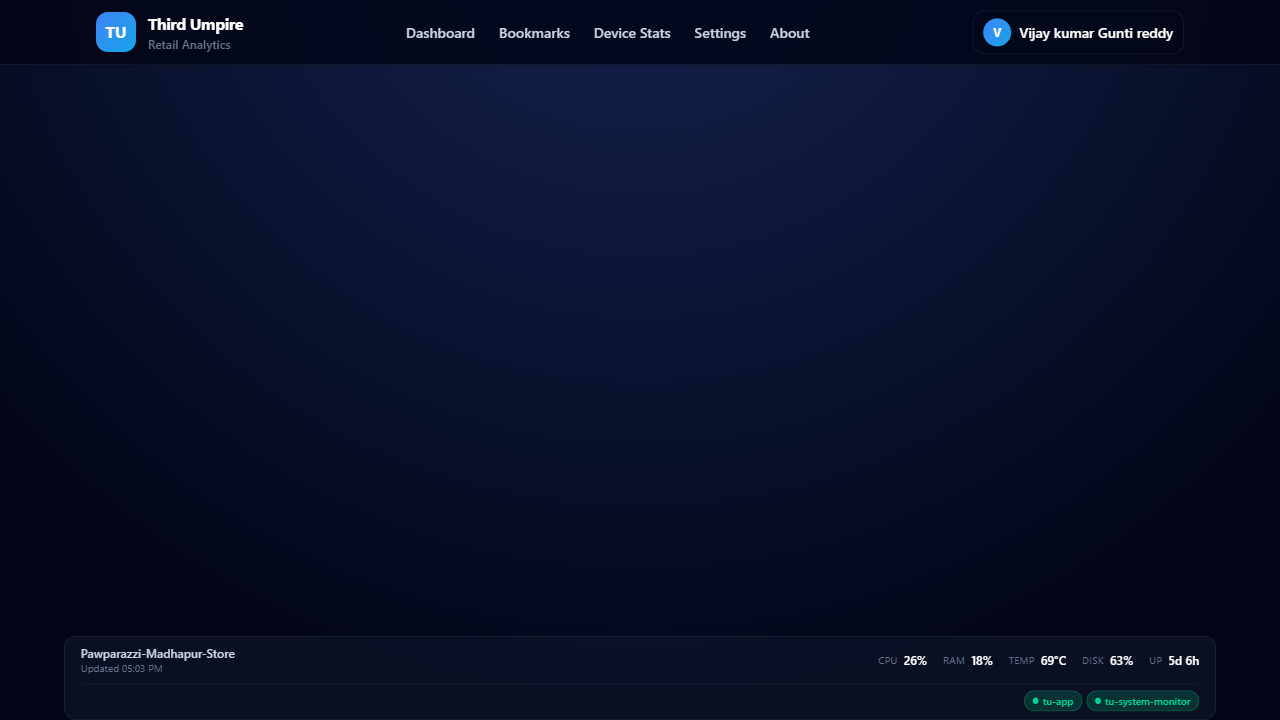 TU
Third Umpire
Retail Analytics
Dashboard
Bookmarks
Device Stats
Settings
About
V
Vijay kumar Gunti reddy
Pawparazzi-Madhapur-Store
Updated 05:03 PM
CPU 26%
RAM 18%
TEMP 69°C
DISK 63%
UP 5d 6h
tu-app
tu-system-monitor